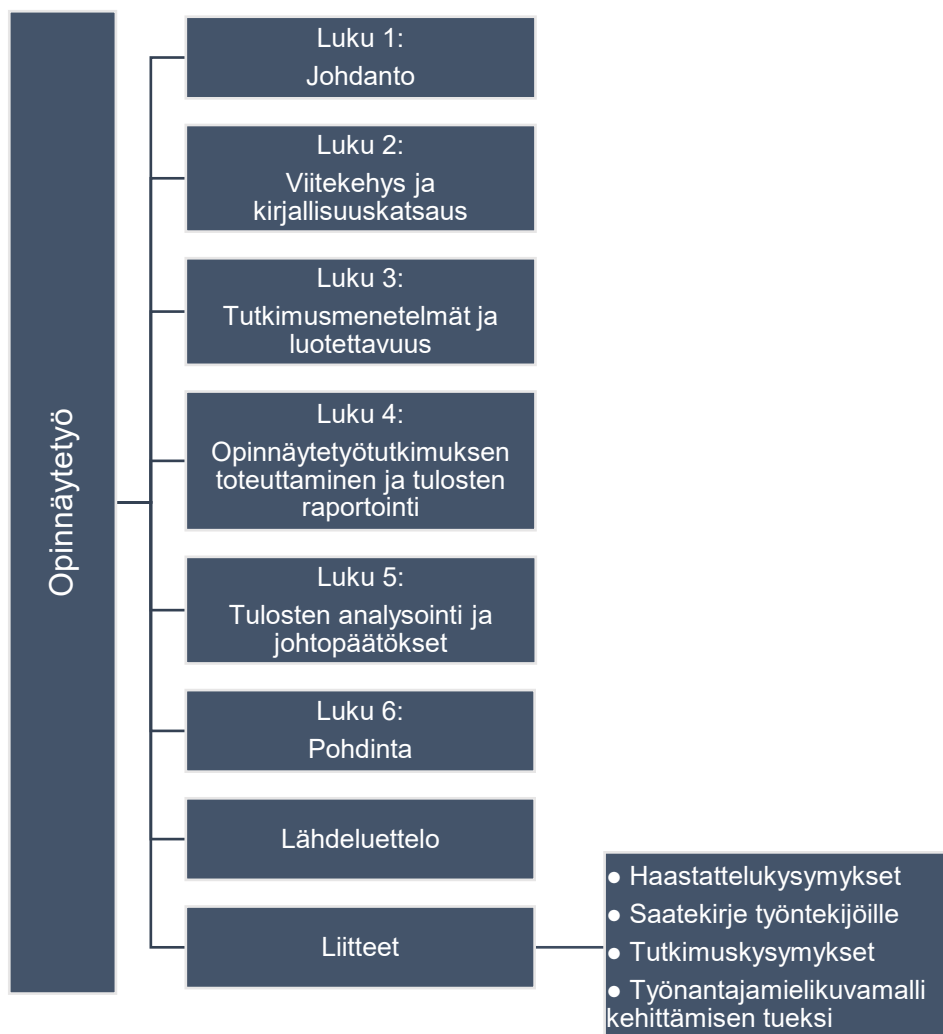 Opinnäytetyö
Luku 1:
Johdanto
Luku 2:
Viitekehys ja
kirjallisuuskatsaus
Luku 3:
Tutkimusmenetelmät ja
luotettavuus
Luku 4:
Opinnäytetyötutkimuksen
toteuttaminen ja tulosten
raportointi
Luku 5:
Tulosten analysointi ja
johtopäätökset
Luku 6:
Pohdinta
Lähdeluettelo
Liitteet
● Haastattelukysymykset
● Saatekirje työntekijöille
● Tutkimuskysymykset
● Työnantajamielikuvamalli
kehittämisen tueksi